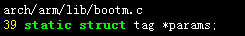 arch/arm/lib/bootm.c
39 static struct tag *params;